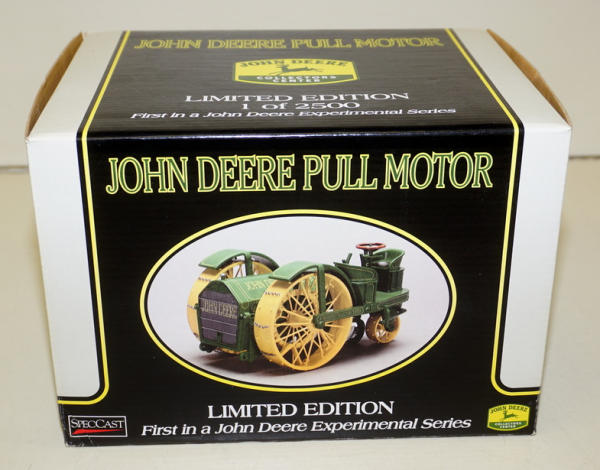 JOHN DEERE PULL MOTOR
JOHN DEERE
COLLECTORS
CENTER
LIMITED EDITION
1 of 2500
First in a John Deere Experimental Series
JOHN DEERE PULL MOTOR
JOHN
JOHN DEERE
LIMITED EDITION
First in a John Deere Experimental Series
SPECCAST
JOHN DEERE
COLLECTORS
CENTER